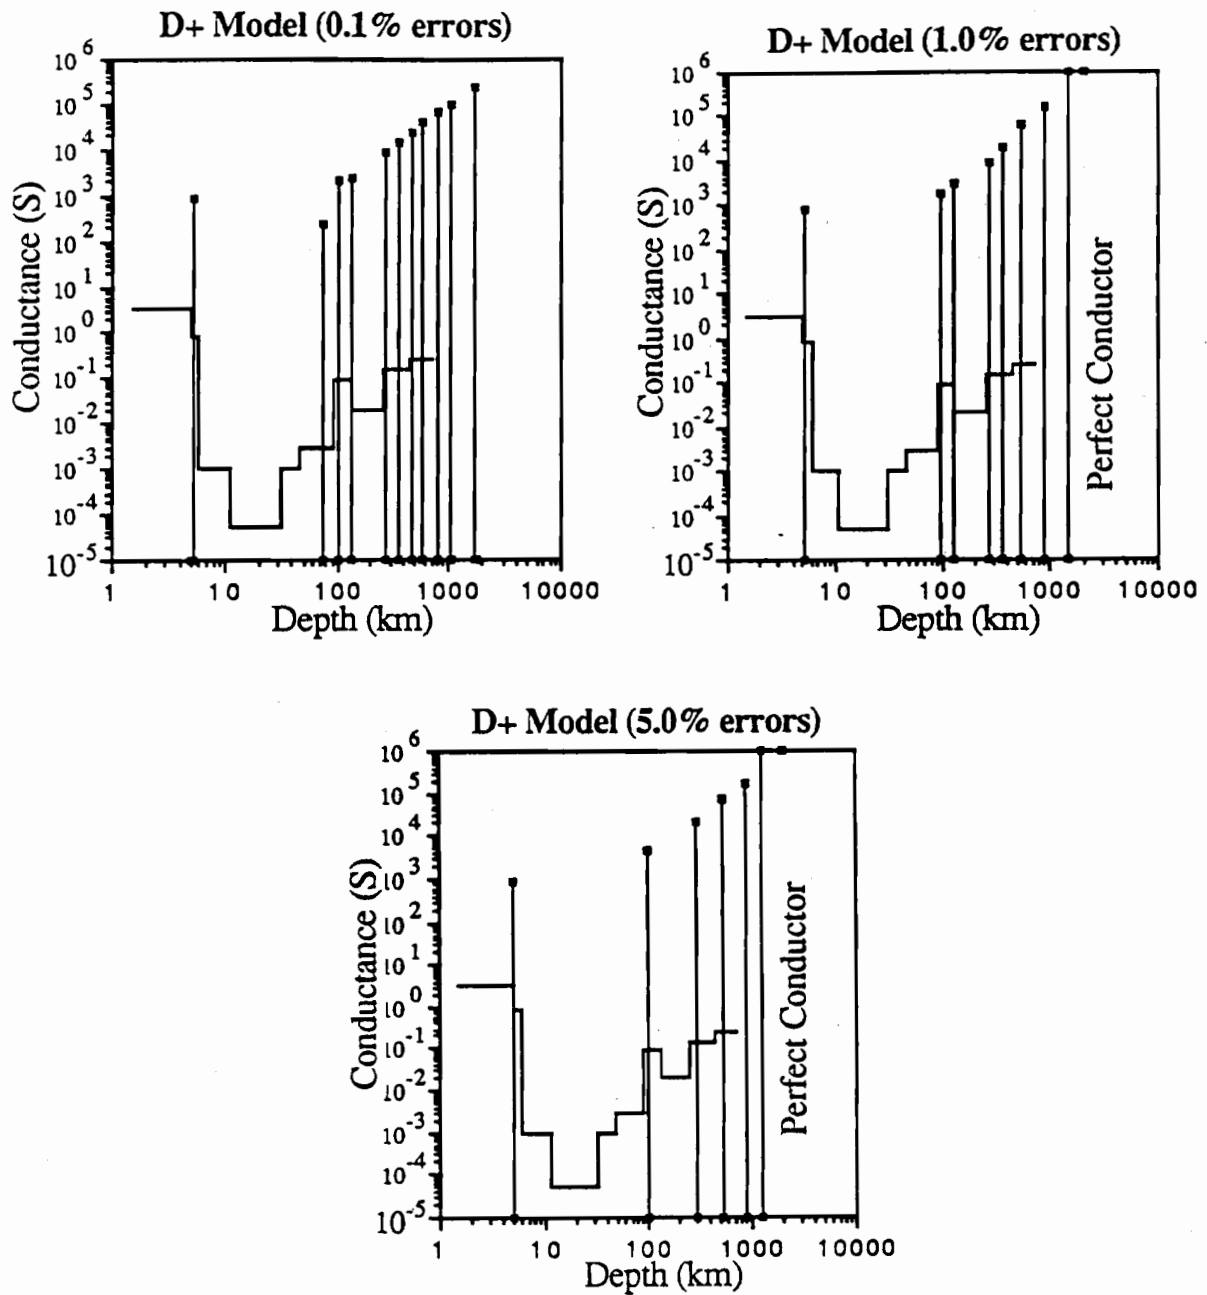 D+ Model (0.1% errors)
10^6
10^5
10^4
10^3
10^2
10^1
10^0
10^-1
10^-2
10^-3
10^-4
10^-5
Conductance (S)
1 10 100 1000 10000
Depth (km)
D+ Model (1.0% errors)
10^6
10^5
10^4
10^3
10^2
10^1
10^0
10^-1
10^-2
10^-3
10^-4
10^-5
Conductance (S)
Perfect Conductor
1 10 100 1000 10000
Depth (km)
D+ Model (5.0% errors)
10^6
10^5
10^4
10^3
10^2
10^1
10^0
10^-1
10^-2
10^-3
10^-4
10^-5
Conductance (S)
Perfect Conductor
1 10 100 1000 10000
Depth (km)